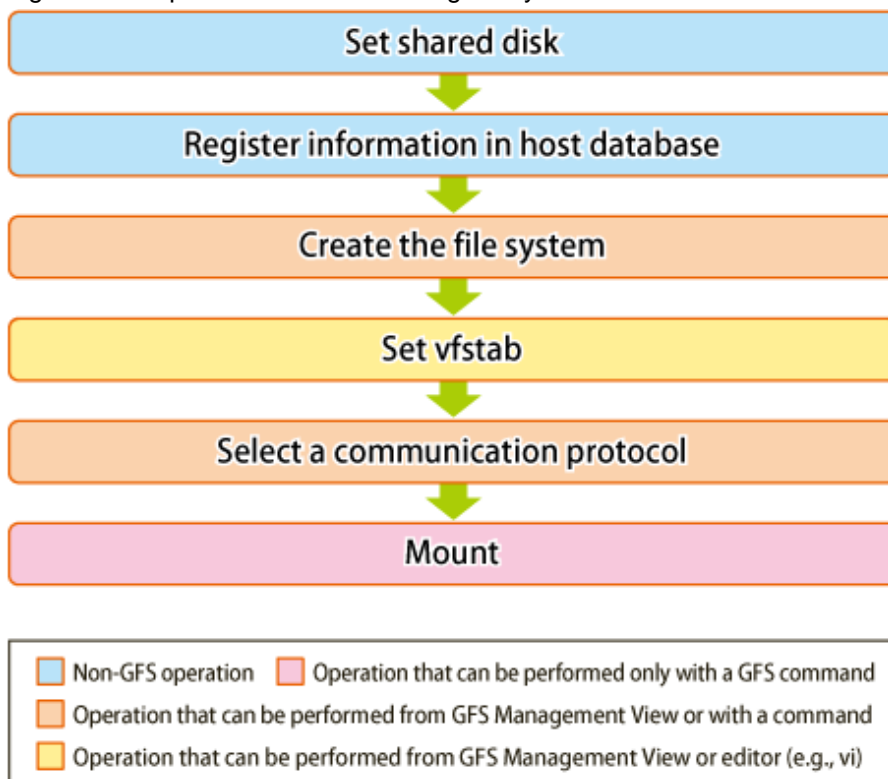 Set shared disk
Register information in host database
Create the file system
Set vfstab
Select a communication protocol
Mount
Non-GFS operation Operation that can be performed only with a GFS command
Operation that can be performed from GFS Management View or with a command
Operation that can be performed from GFS Management View or editor (e.g., vi)